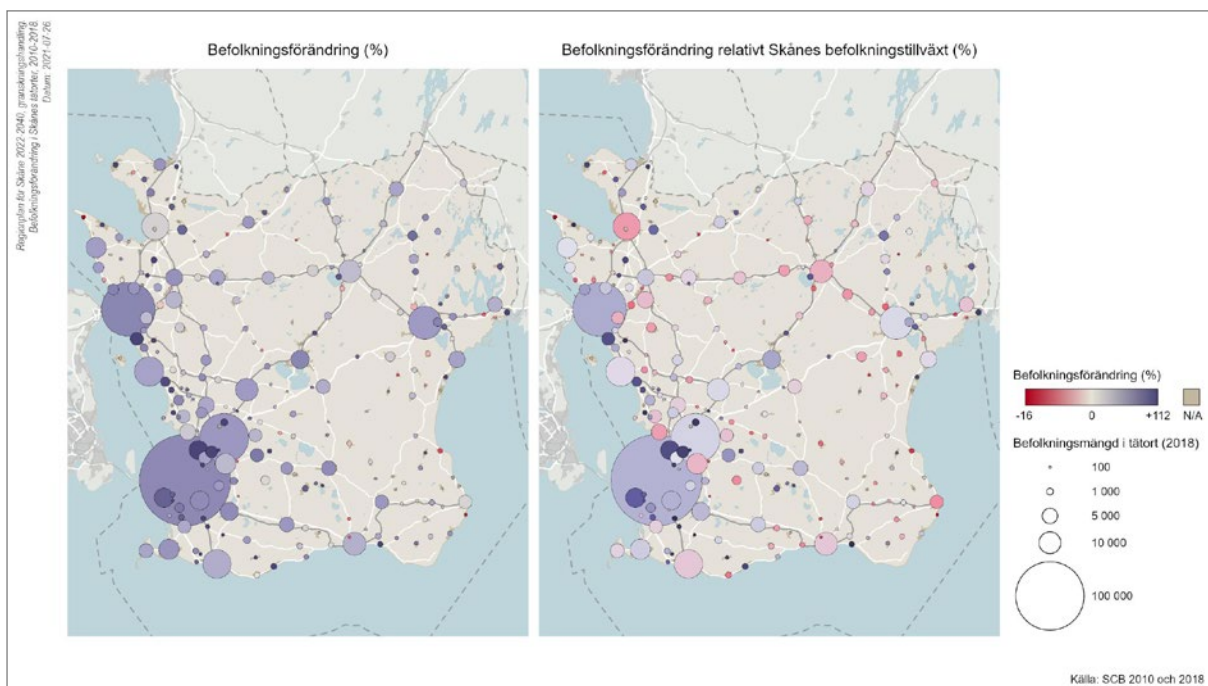 Regionplan för Skåne 2022-2040, granskningshandling.
Befolkningsförändring i Skånes tätorter, 2010-2018.
Datum: 2021-07-26
Befolkningsförändring (%)
Befolkningsförändring relativt Skånes befolkningstillväxt (%)
Befolkningsförändring (%)
-16 0 +112 N/A
Befolkningsmängd i tätort (2018)
100
1 000
5 000
10 000
100 000
Källa: SCB 2010 och 2018